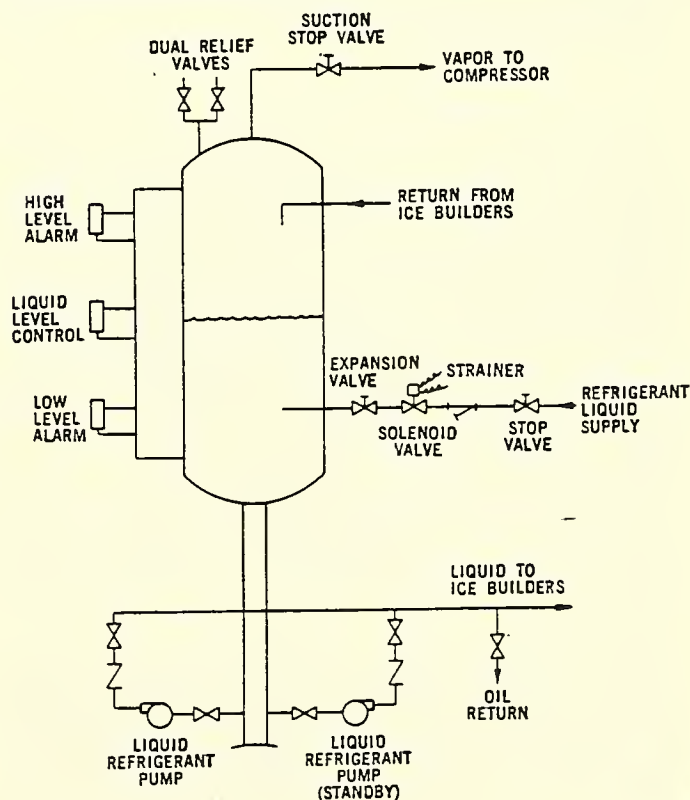 SUCTION
STOP VALVE
DUAL RELIEF
VALVES
VAPOR TO
COMPRESSOR
HIGH
LEVEL
ALARM
RETURN FROM
ICE BUILDERS
LIQUID
LEVEL
CONTROL
EXPANSION
VALVE
STRAINER
LOW
LEVEL
ALARM
SOLENOID
VALVE
STOP
VALVE
REFRIGERANT
LIQUID
SUPPLY
LIQUID TO
ICE BUILDERS
OIL
RETURN
LIQUID
REFRIGERANT
PUMP
LIQUID
REFRIGERANT
PUMP
(STANDBY)